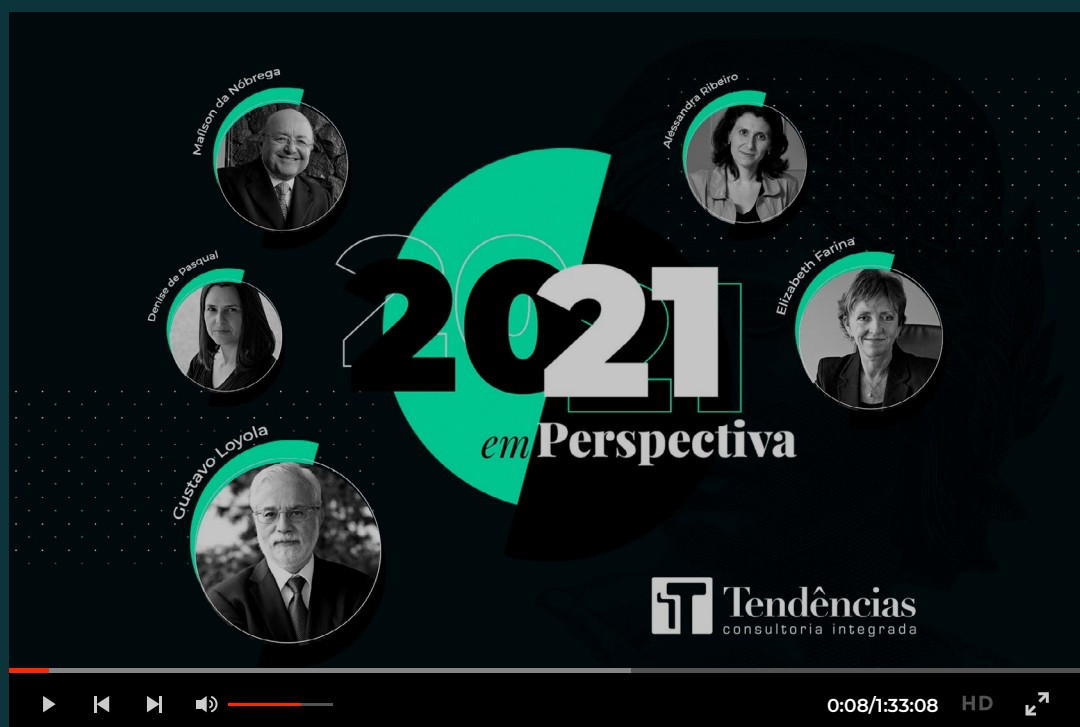 Maílson da Nóbrega
Alessandra Ribeiro
Denise de Pasqual
Elizabeth Farina
2021
em Perspectiva
Gustavo Loyola
Tendências
consultoria integrada
0:08/1:33:08 HD